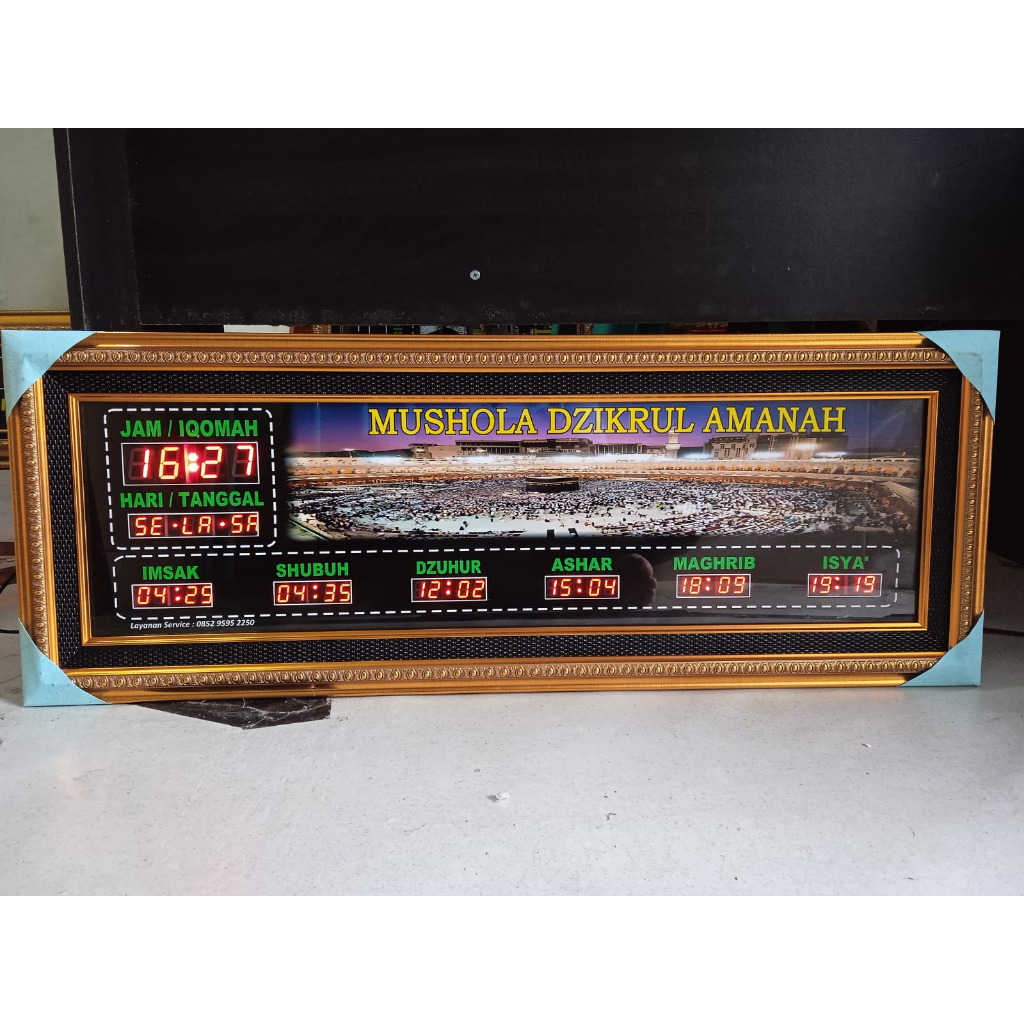 MUSHOLA DZIKRUL AMANAH
JAM / IQOMAH
16:27
HARI / TANGGAL
SE-LA-SA
IMSAK SHUBUH DZUHUR ASHAR MAGHRIB ISYA'
04:29 04:35 12:02 15:04 18:09 19:19
Layanan Service : 0852 9595 2250